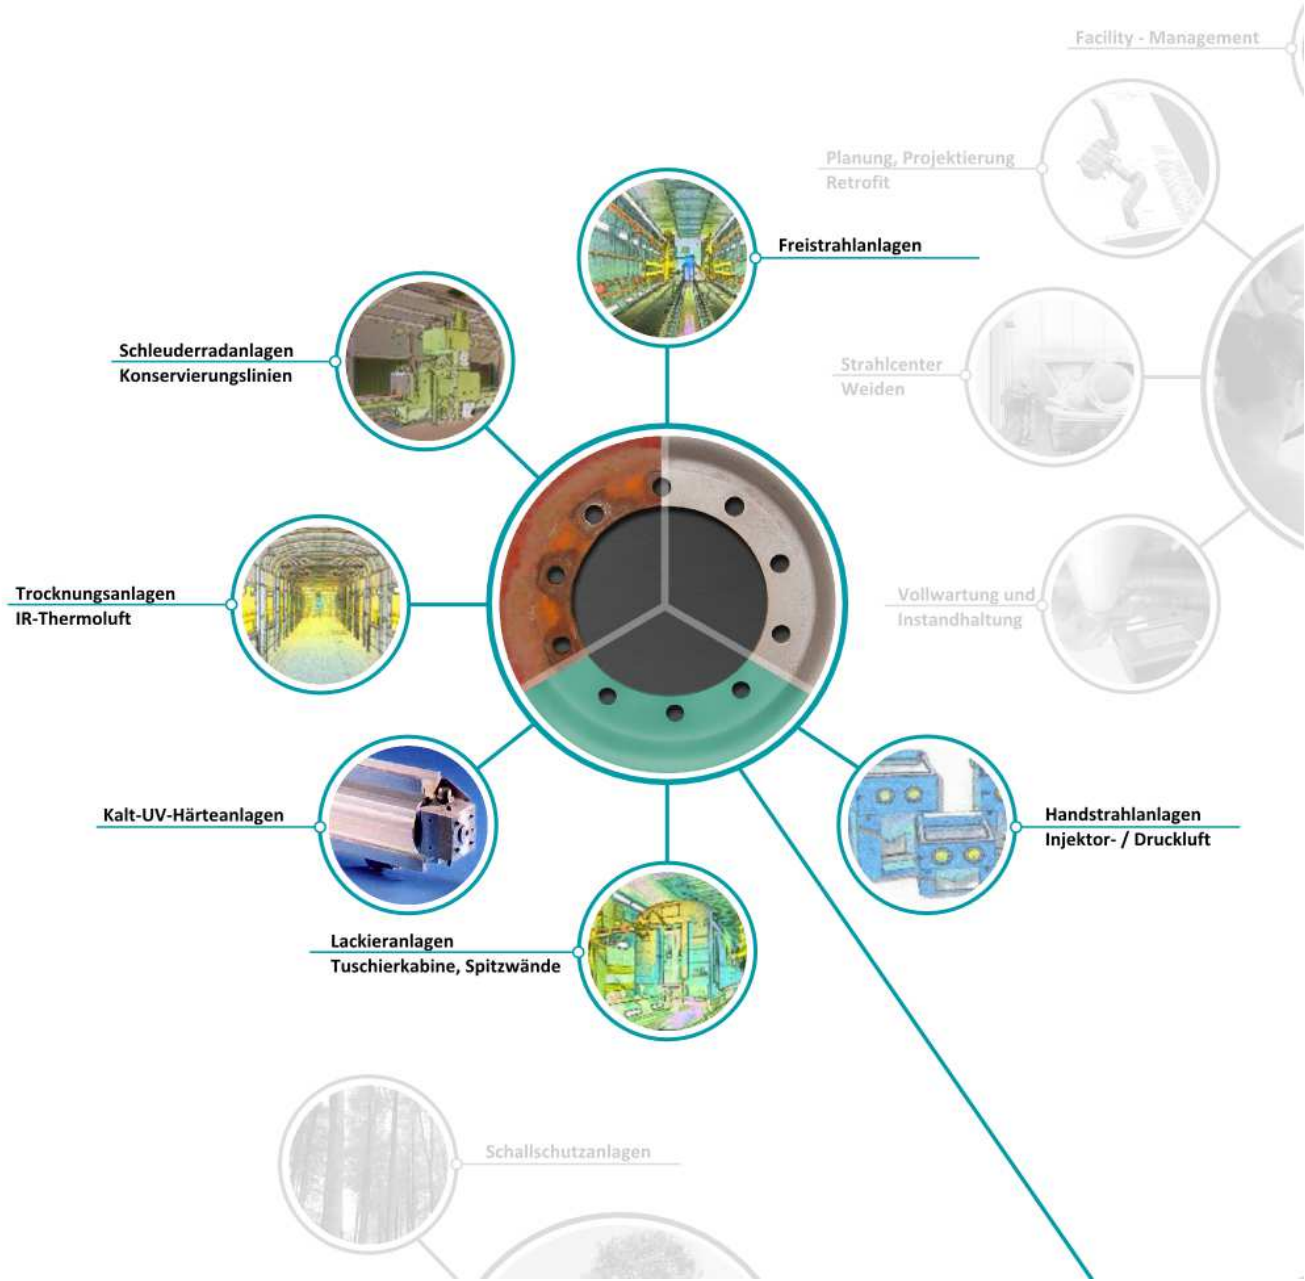 Facility - Management
Planung, Projektierung
Retrofit
Freistrahlanlagen
Schleuderradanlagen
Konservierungslinien
Strahlcenter
Weiden
Trocknungsanlagen
IR-Thermoluft
Vollwartung und
Instandhaltung
Kalt-UV-Härteanlagen
Handstrahlanlagen
Injektor- / Druckluft
Lackieranlagen
Tuschierkabine, Spitzwände
Schallschutzanlagen